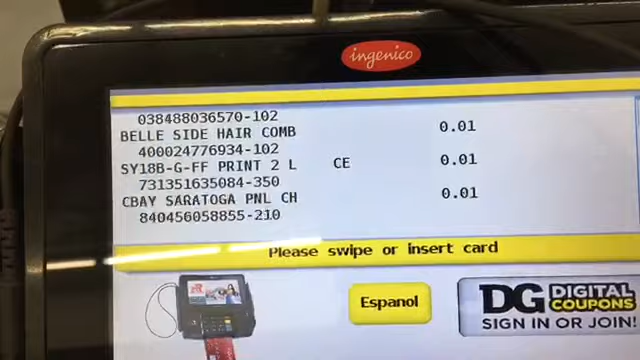 ingenico
038488036570-102
BELLE SIDE HAIR COMB 0.01
400024776934-102
SY18B-G-FF PRINT 2 L CE 0.01
731351635084-350
CBAY SARATOGA PNL CH 0.01
840456058855-210
Please swipe or insert card
Espanol
DG DIGITAL
COUPONS
SIGN IN OR JOIN!